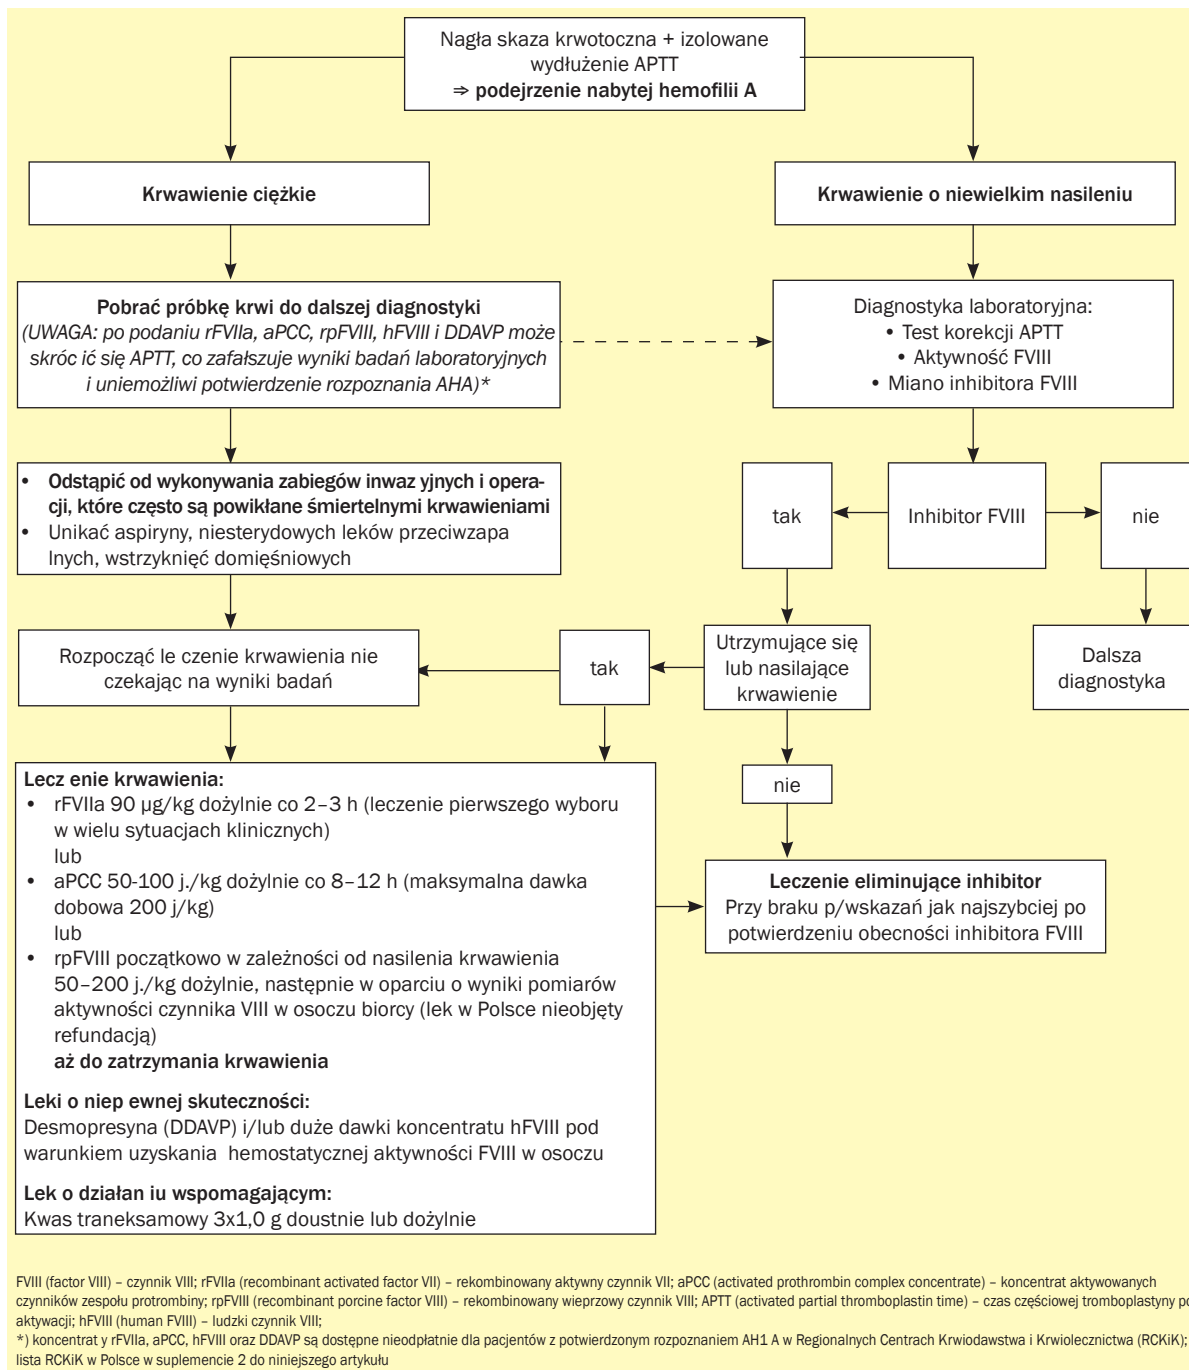 Nagła skaza krwotoczna + izolowane
wydłużenie APTT
⇒ podejrzenie nabytej hemofilii A
Krwawienie ciężkie
Krwawienie o niewielkim nasileniu
Pobrać próbkę krwi do dalszej diagnostyki
(UWAGA: po podaniu rFVIIa, aPCC, rpFVIII, hFVIII i DDAVP może
skróc ić się APTT, co zafałszuje wyniki badań laboratoryjnych
i uniemożliwi potwierdzenie rozpoznania AHA)*
Diagnostyka laboratoryjna:
• Test korekcji APTT
• Aktywność FVIII
• Miano inhibitora FVIII
• Odstąpić od wykonywania zabiegów inwaz yjnych i opera-
cji, które często są powikłane śmiertelnymi krwawieniami
• Unikać aspiryny, niesterydowych leków przeciwzapa
lnych, wstrzyknięć domięśniowych
tak
Inhibitor FVIII
nie
Rozpocząć le czenie krwawienia nie
czekając na wyniki badań
tak
Utrzymujące się
lub nasilające
krwawienie
Dalsza
diagnostyka
nie
Lecz enie krwawienia:
• rFVIIa 90 µg/kg dożylnie co 2–3 h (leczenie pierwszego wyboru
w wielu sytuacjach klinicznych)
lub
• aPCC 50-100 j./kg dożylnie co 8–12 h (maksymalna dawka
dobowa 200 j/kg)
lub
• rpFVIII początkowo w zależności od nasilenia krwawienia
50–200 j./kg dożylnie, następnie w oparciu o wyniki pomiarów
aktywności czynnika VIII w osoczu biorcy (lek w Polsce nieobjęty
refundacją)
aż do zatrzymania krwawienia
Leki o niep ewnej skuteczności:
Desmopresyna (DDAVP) i/lub duże dawki koncentratu hFVIII pod
warunkiem uzyskania hemostatycznej aktywności FVIII w osoczu
Lek o działan iu wspomagającym:
Kwas traneksamowy 3x1,0 g doustnie lub dożylnie
Leczenie eliminujące inhibitor
Przy braku p/wskazań jak najszybciej po
potwierdzeniu obecności inhibitora FVIII
FVIII (factor VIII) – czynnik VIII; rFVIIa (recombinant activated factor VII) – rekombinowany aktywny czynnik VII; aPCC (activated prothrombin complex concentrate) – koncentrat aktywowanych
czynników zespołu protrombiny; rpFVIII (recombinant porcine factor VIII) – rekombinowany wieprzowy czynnik VIII; APTT (activated partial thromboplastin time) – czas częściowej tromboplastyny po
aktywacji; hFVIII (human FVIII) – ludzki czynnik VIII;
*) koncentrat y rFVIIa, aPCC, hFVIII oraz DDAVP są dostępne nieodpłatnie dla pacjentów z potwierdzonym rozpoznaniem AH1 A w Regionalnych Centrach Krwiodawstwa i Krwiolecznictwa (RCKiK);
lista RCKiK w Polsce w suplemencie 2 do niniejszego artykułu